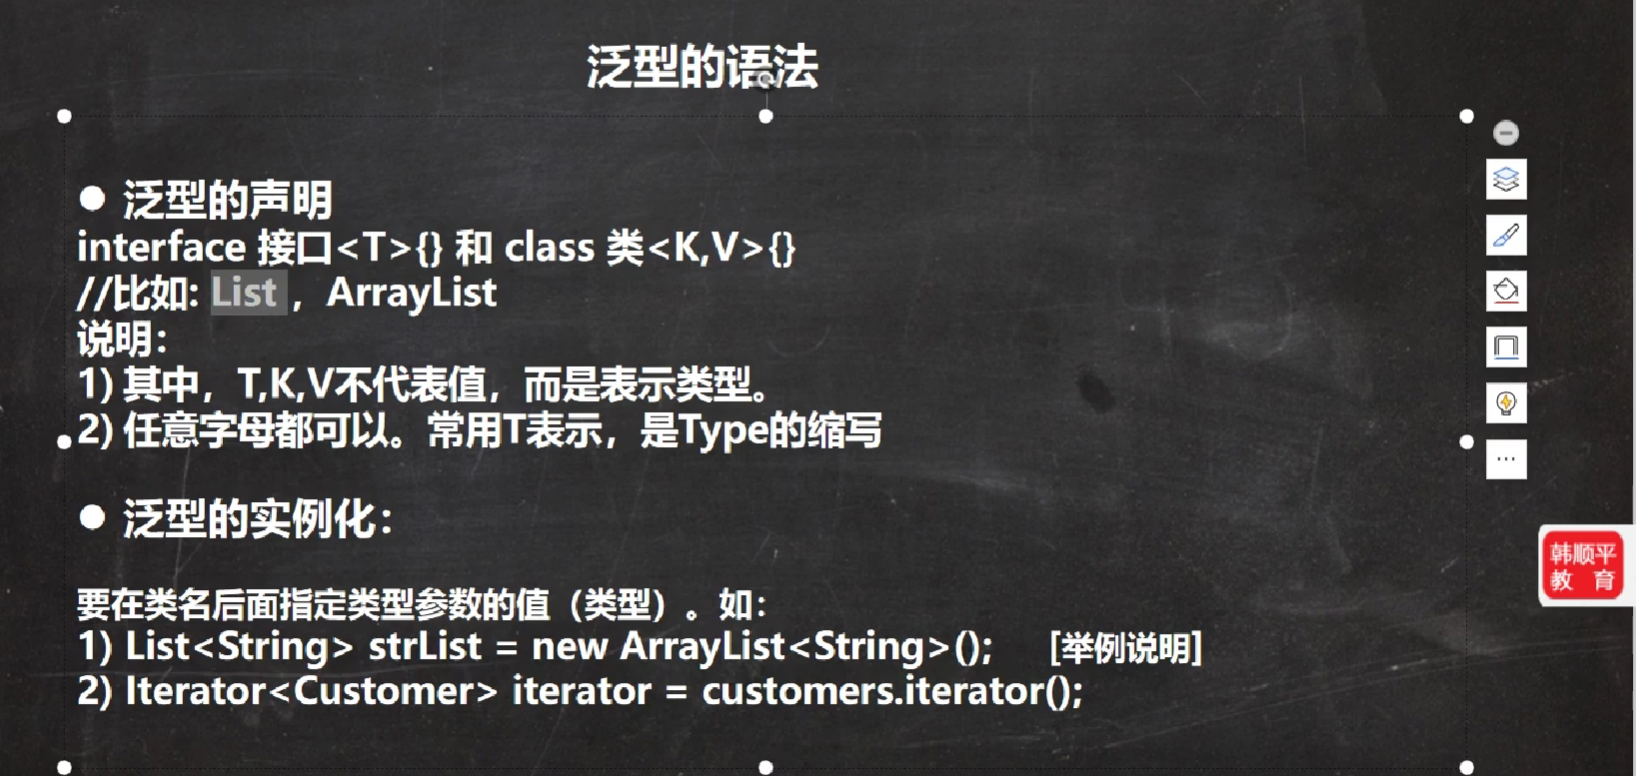 泛型的语法
● 泛型的声明
interface 接口<T>{} 和 class 类<K,V>{}
//比如: List ，ArrayList
说明：
1) 其中，T,K,V不代表值，而是表示类型。
2) 任意字母都可以。常用T表示，是Type的缩写
● 泛型的实例化：
要在类名后面指定类型参数的值（类型）。如：
1) List<String> strList = new ArrayList<String>(); [举例说明]
2) Iterator<Customer> iterator = customers.iterator();
韩顺平
教 育